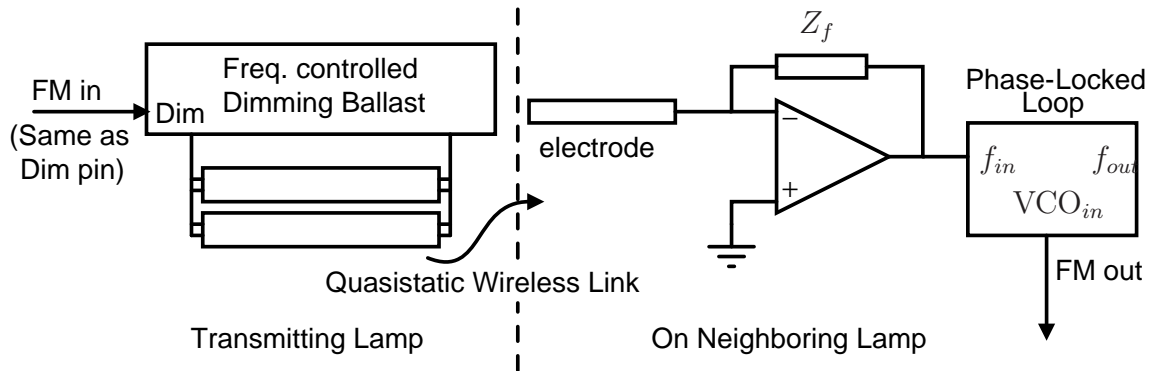 FM in
(Same as
Dim pin)
Freq. controlled
Dimming Ballast
Dim
Quasistatic Wireless Link
Transmitting Lamp
electrode
Z_f
−
+
Phase-Locked
Loop
f_in f_out
VCO_in
FM out
On Neighboring Lamp